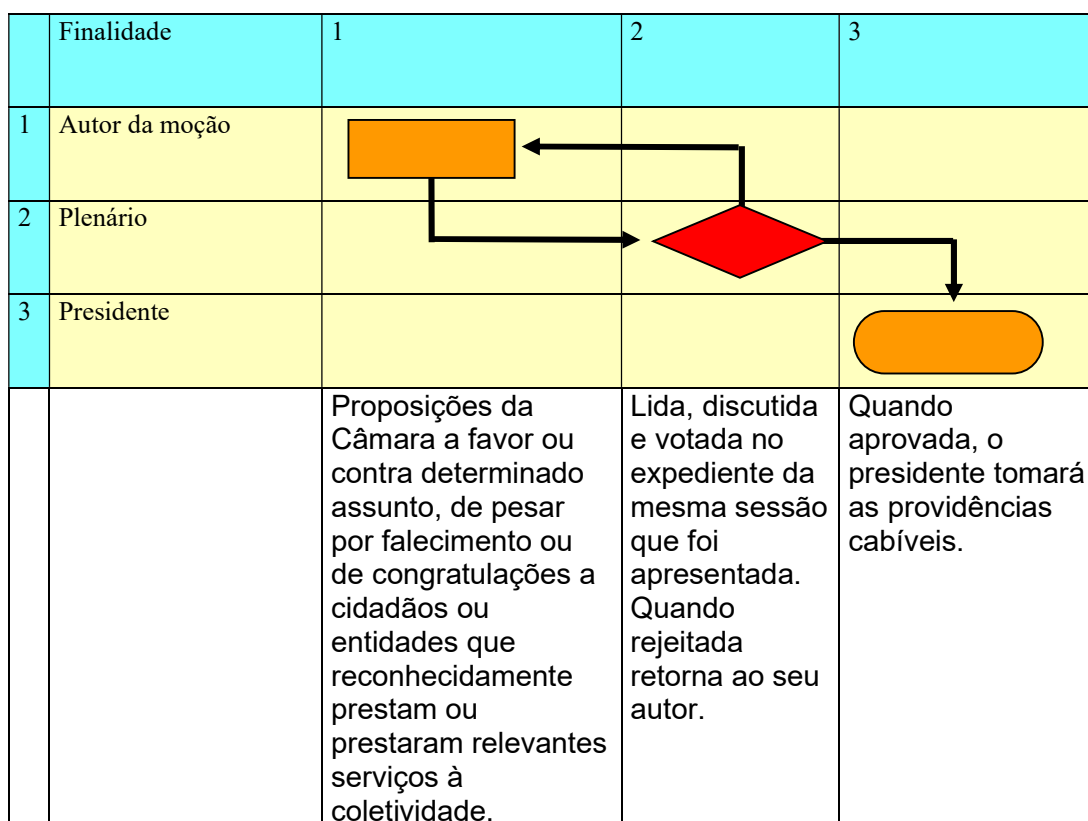 Finalidade 1 2 3
1 Autor da moção
2 Plenário
3 Presidente
Proposições da
Câmara a favor ou
contra determinado
assunto, de pesar
por falecimento ou
de congratulações a
cidadãos ou
entidades que
reconhecidamente
prestam ou
prestaram relevantes
serviços à
coletividade.
Lida, discutida
e votada no
expediente da
mesma sessão
que foi
apresentada.
Quando
rejeitada
retorna ao seu
autor.
Quando
aprovada, o
presidente tomará
as providências
cabíveis.